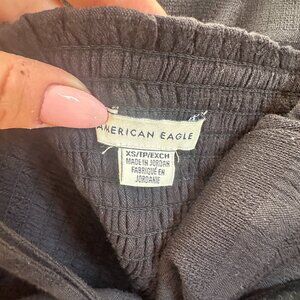 AMERICAN EAGLE
XS/TP/EXCH
MADE IN JORDAN
FABRIQUÉ EN
JORDANIE